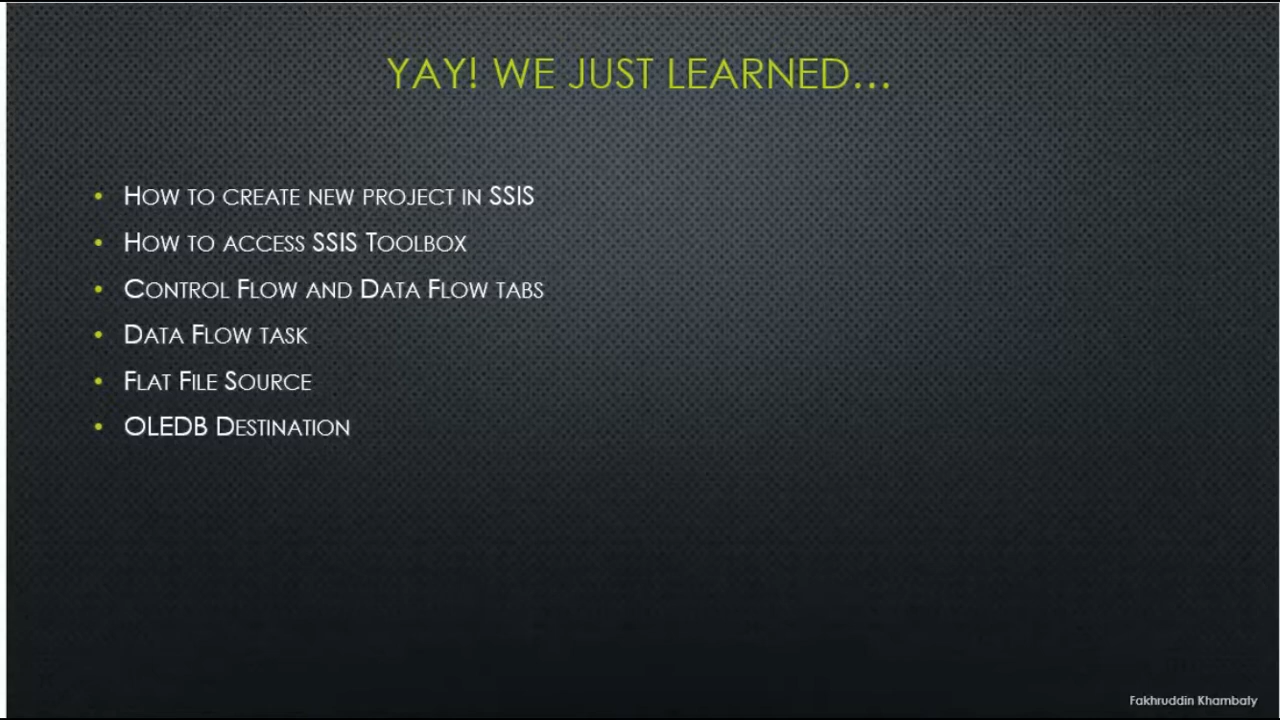 YAY! WE JUST LEARNED...
HOW TO CREATE NEW PROJECT IN SSIS
HOW TO ACCESS SSIS TOOLBOX
CONTROL FLOW AND DATA FLOW TABS
DATA FLOW TASK
FLAT FILE SOURCE
OLEDB DESTINATION
Fakhruddin Khambaty